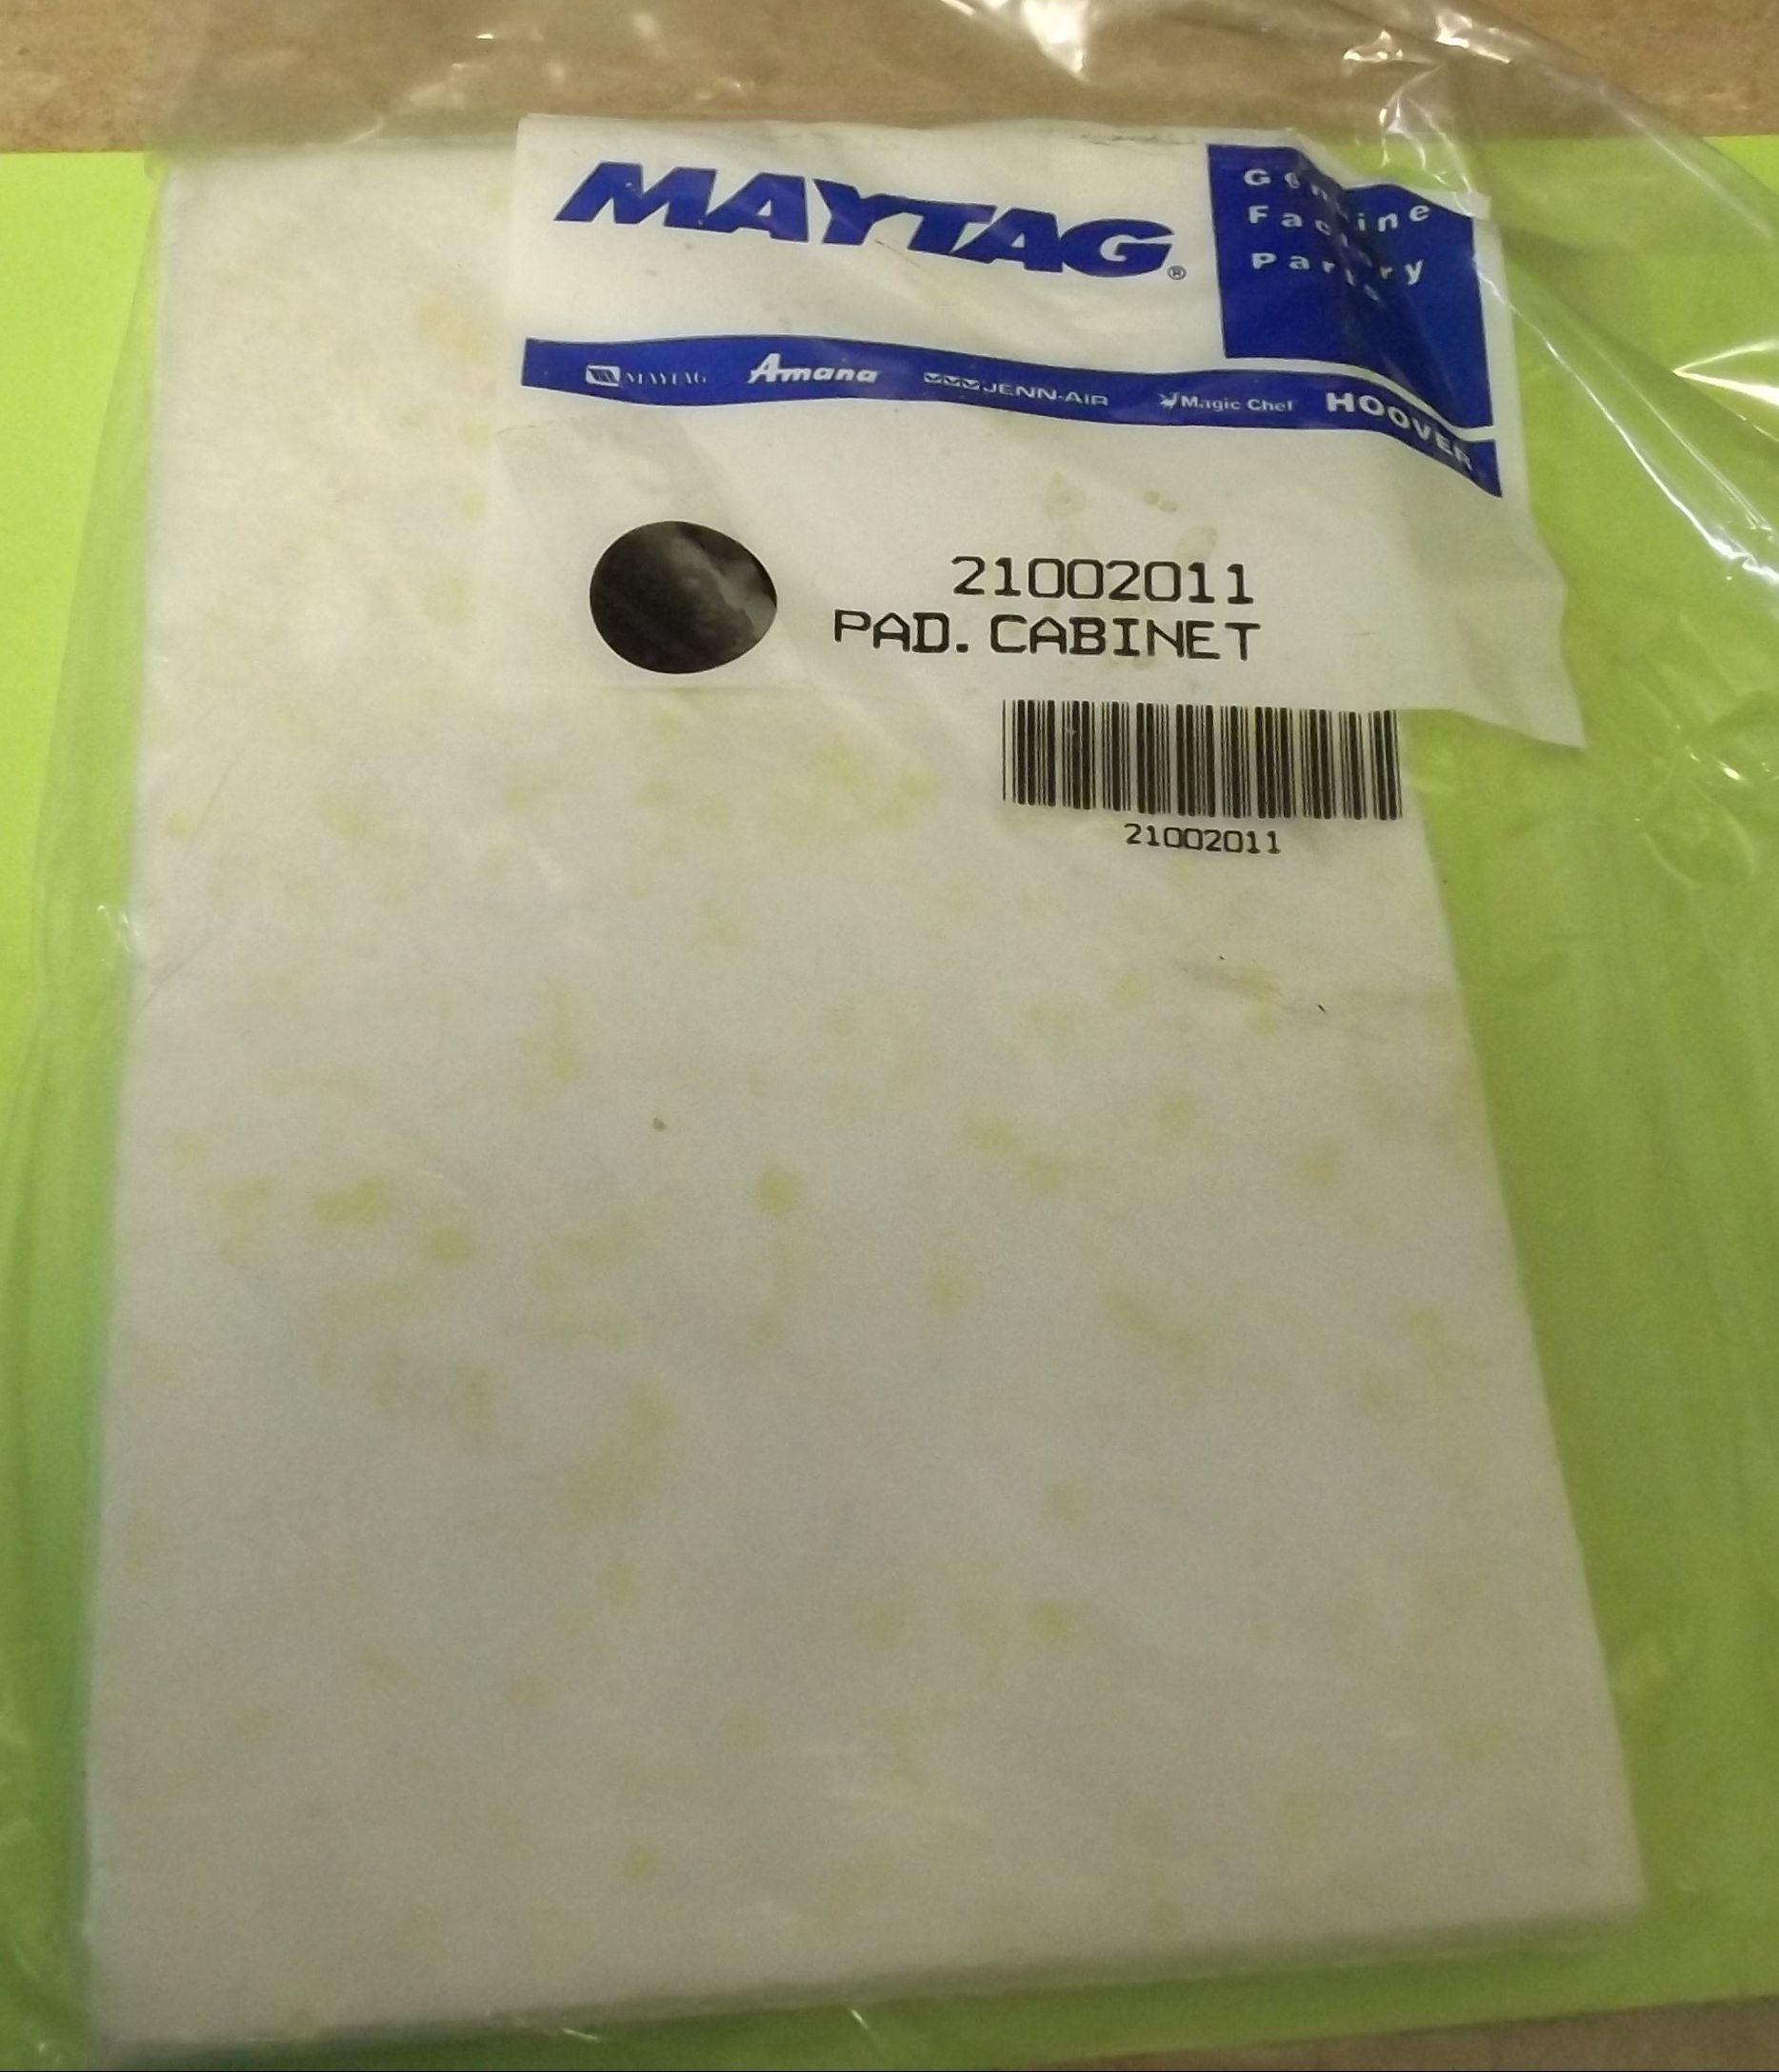 MAYTAG®
Genuine
Factory
Parts
MAYTAG Amana JENN-AIR Magic Chef HOOVER
21002011
PAD. CABINET
21002011